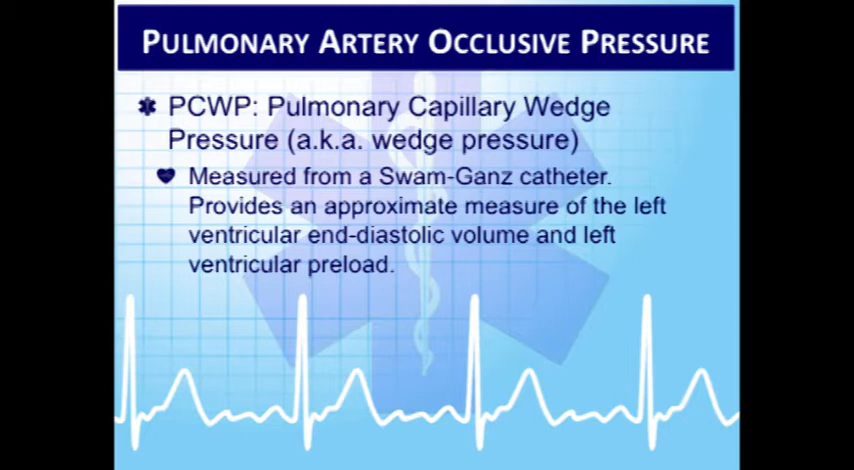 PULMONARY ARTERY OCCLUSIVE PRESSURE
PCWP: Pulmonary Capillary Wedge
Pressure (a.k.a. wedge pressure)
Measured from a Swam-Ganz catheter.
Provides an approximate measure of the left
ventricular end-diastolic volume and left
ventricular preload.